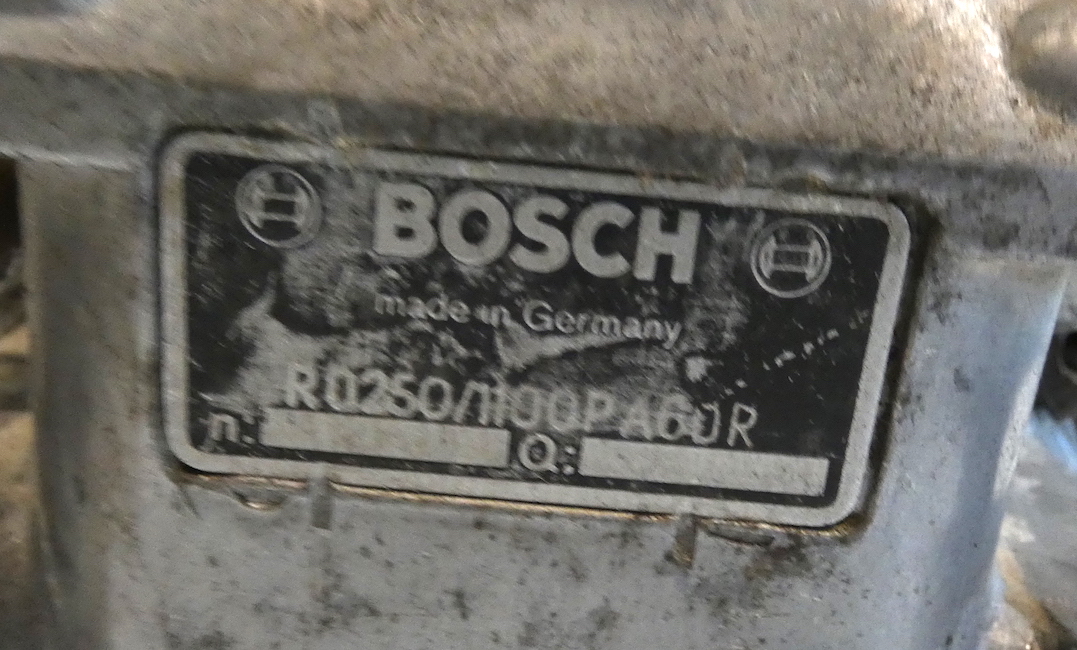 BOSCH
made in Germany
R0250/1100PA60R
n: Q: